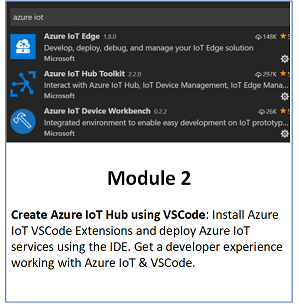 azure iot
Azure IoT Edge 1.8.0 148K 5
Develop, deploy, debug, and manage your IoT Edge solution
Microsoft
Azure IoT Hub Toolkit 2.2.0 297K 5
Interact with Azure IoT Hub, IoT Device Management, IoT Edge Mana...
Microsoft
Azure IoT Device Workbench 0.2.2 26K 5
Integrated environment to enable easy development on IoT prototyp...
Microsoft
Module 2
Create Azure IoT Hub using VSCode: Install Azure
IoT VSCode Extensions and deploy Azure IoT
services using the IDE. Get a developer experience
working with Azure IoT & VSCode.